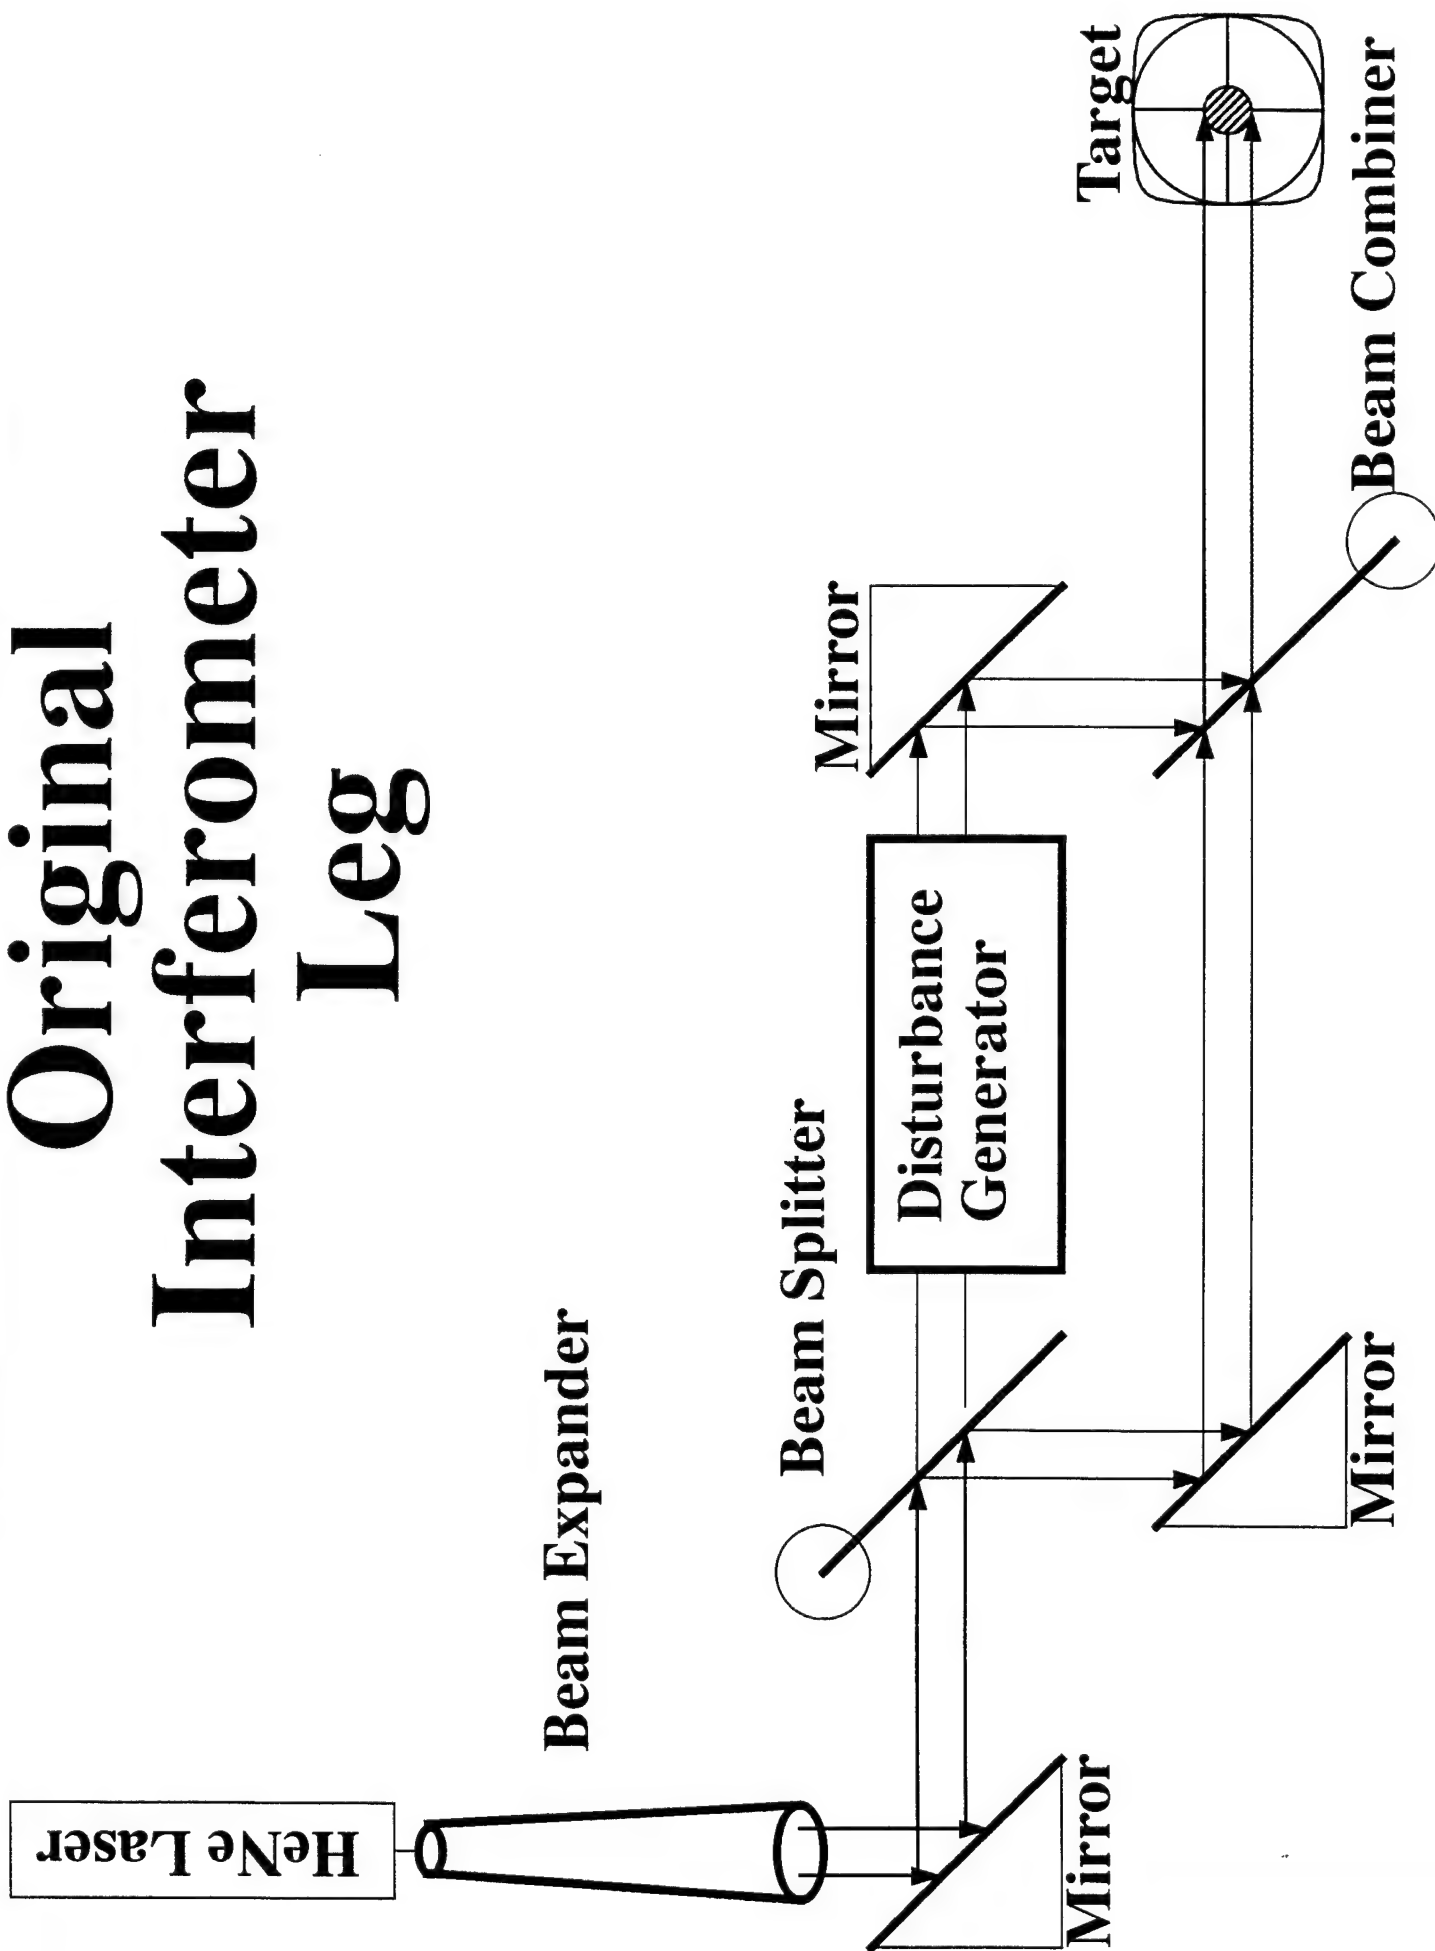 Original
Interferometer
Leg
HeNe Laser
Beam Expander
Beam Splitter
Disturbance
Generator
Mirror
Target
Mirror
Mirror
Beam Combiner